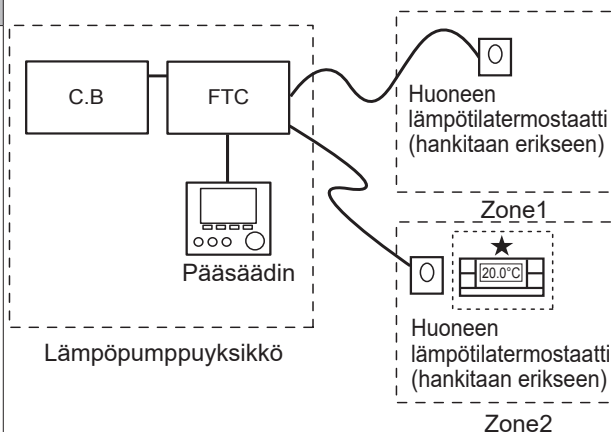 C.B
FTC
Pääsäädin
Lämpöpumppuyksikkö
Huoneen
lämpötilatermostaatti
(hankitaan erikseen)
Zone1
20.0°C
Huoneen
lämpötilatermostaatti
(hankitaan erikseen)
Zone2